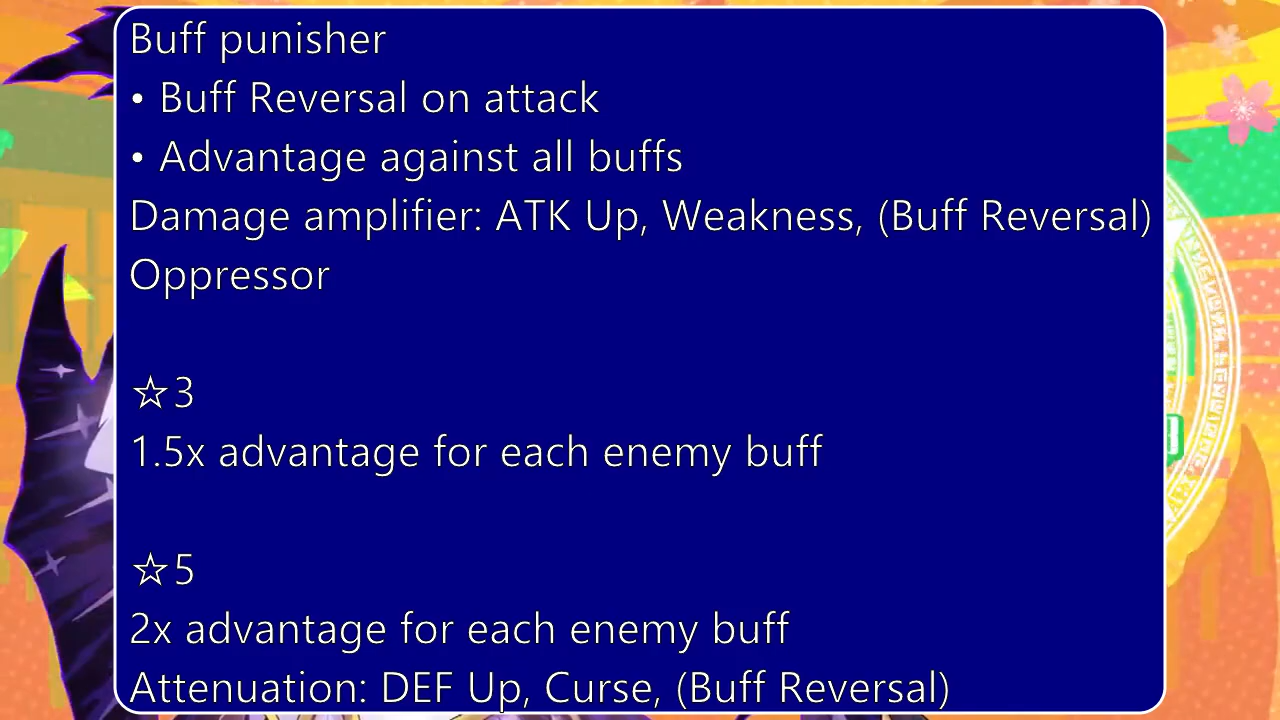 Buff punisher
• Buff Reversal on attack
• Advantage against all buffs
Damage amplifier: ATK Up, Weakness, (Buff Reversal)
Oppressor
☆3
1.5x advantage for each enemy buff
☆5
2x advantage for each enemy buff
Attenuation: DEF Up, Curse, (Buff Reversal)